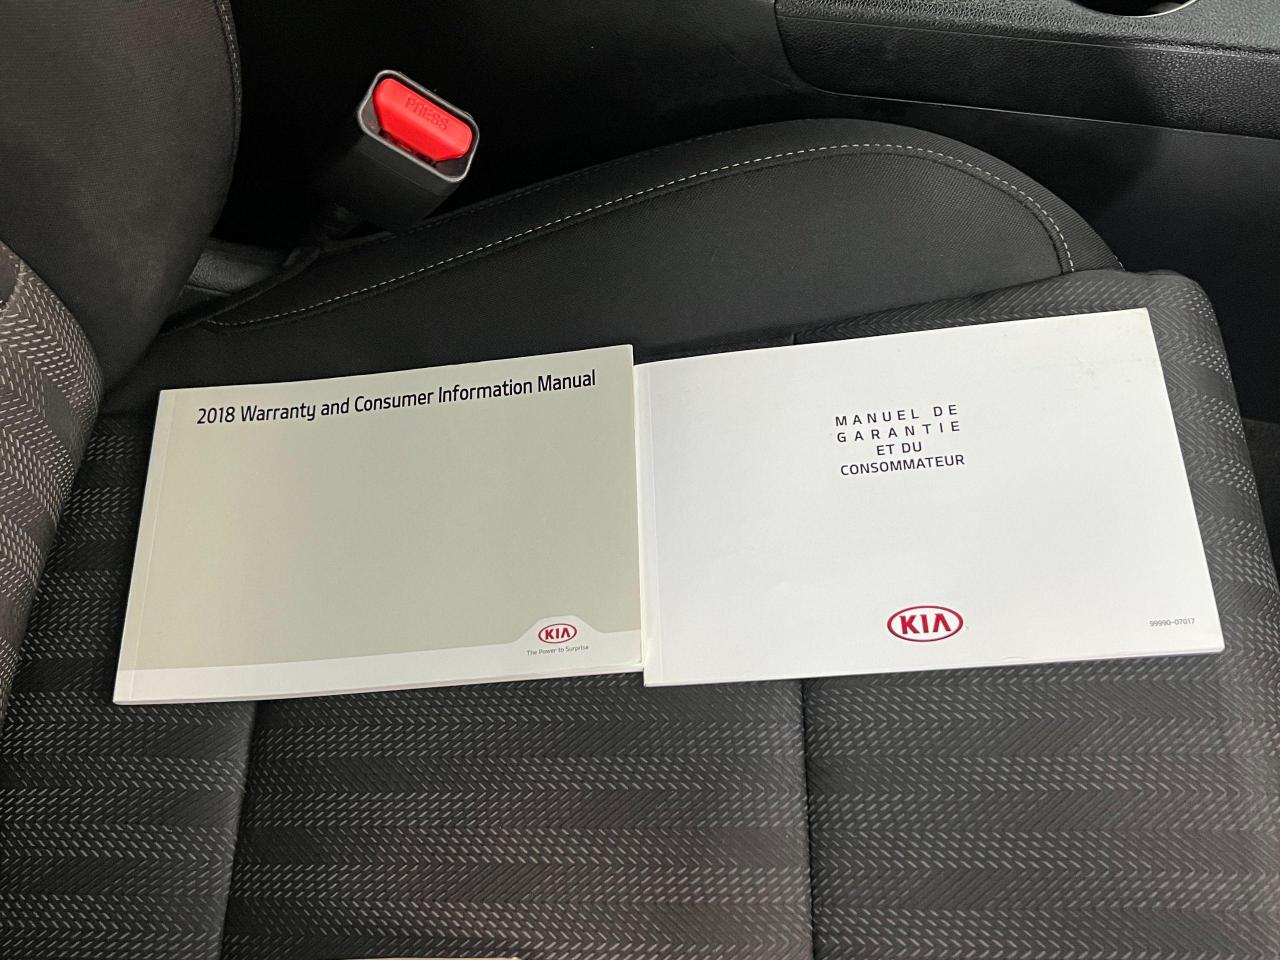 PRESS
2018 Warranty and Consumer Information Manual
KIA
The Power to Surprise
MANUEL DE
GARANTIE
ET DU
CONSOMMATEUR
KIA
99990-07017